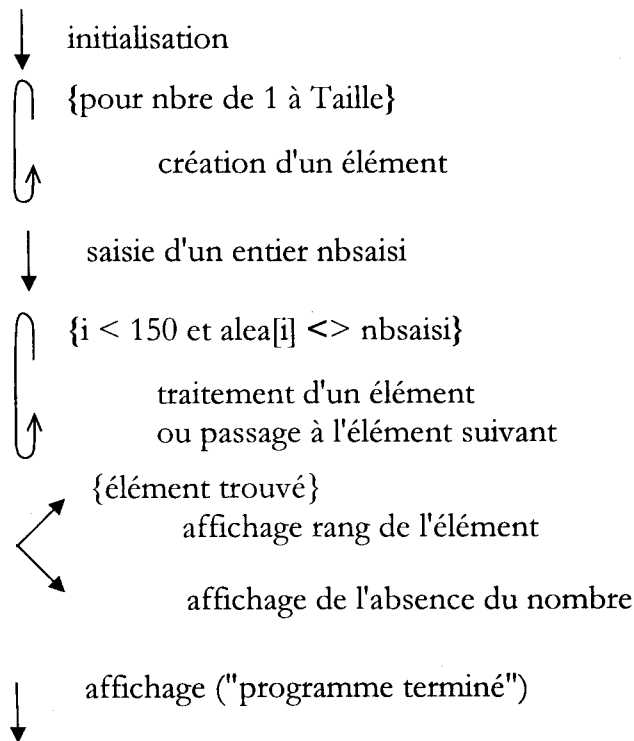 initialisation
{pour nbre de 1 à Taille}
création d'un élément
saisie d'un entier nbsaisi
{i < 150 et alea[i] <> nbsaisi}
traitement d'un élément
ou passage à l'élément suivant
{élément trouvé}
affichage rang de l'élément
affichage de l'absence du nombre
affichage ("programme terminé")